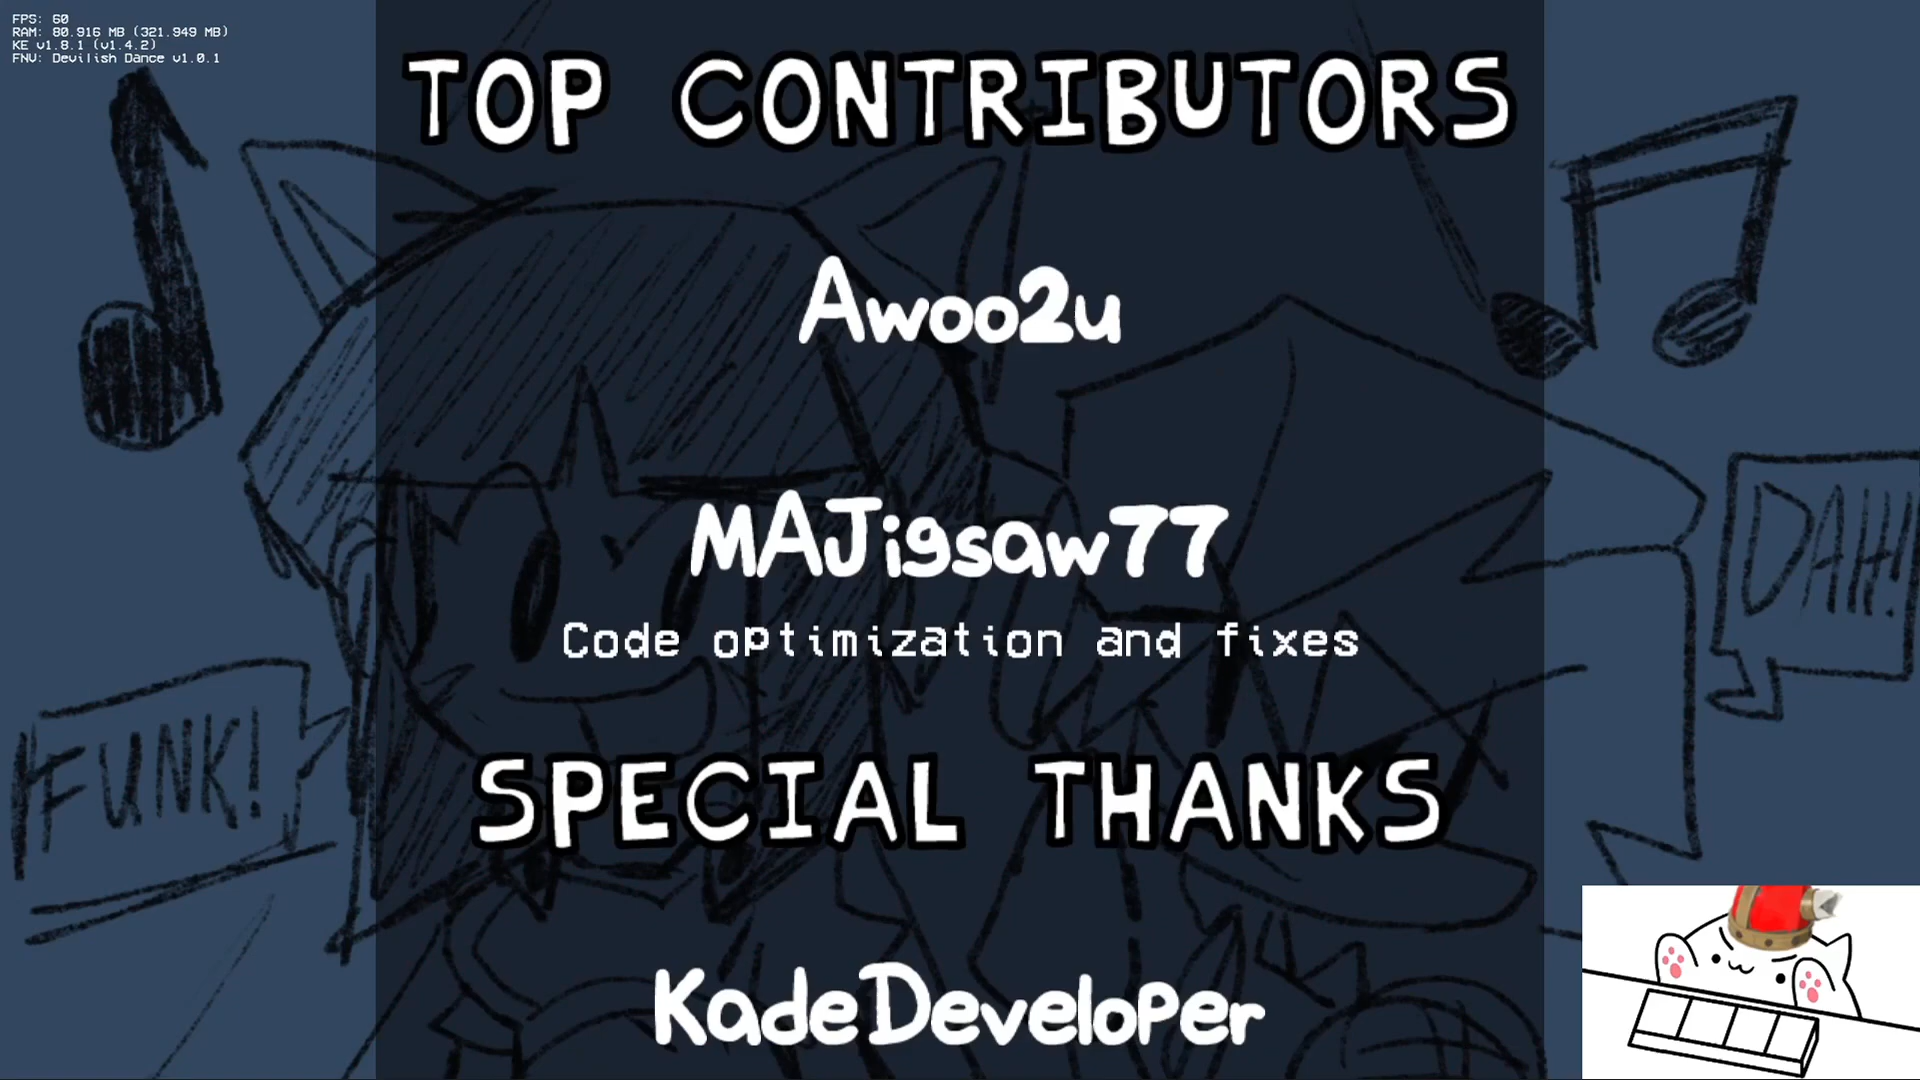 FPS: 60
RAM: 80.916 MB (321.949 MB)
KE v1.8.1 (v1.4.2)
FNV: Devilish Dance v1.0.1
TOP CONTRIBUTORS
Awoo2u
MAJigsaw77
Code optimization and fixes
DAH!
FUNK!
SPECIAL THANKS
KadeDeveloper